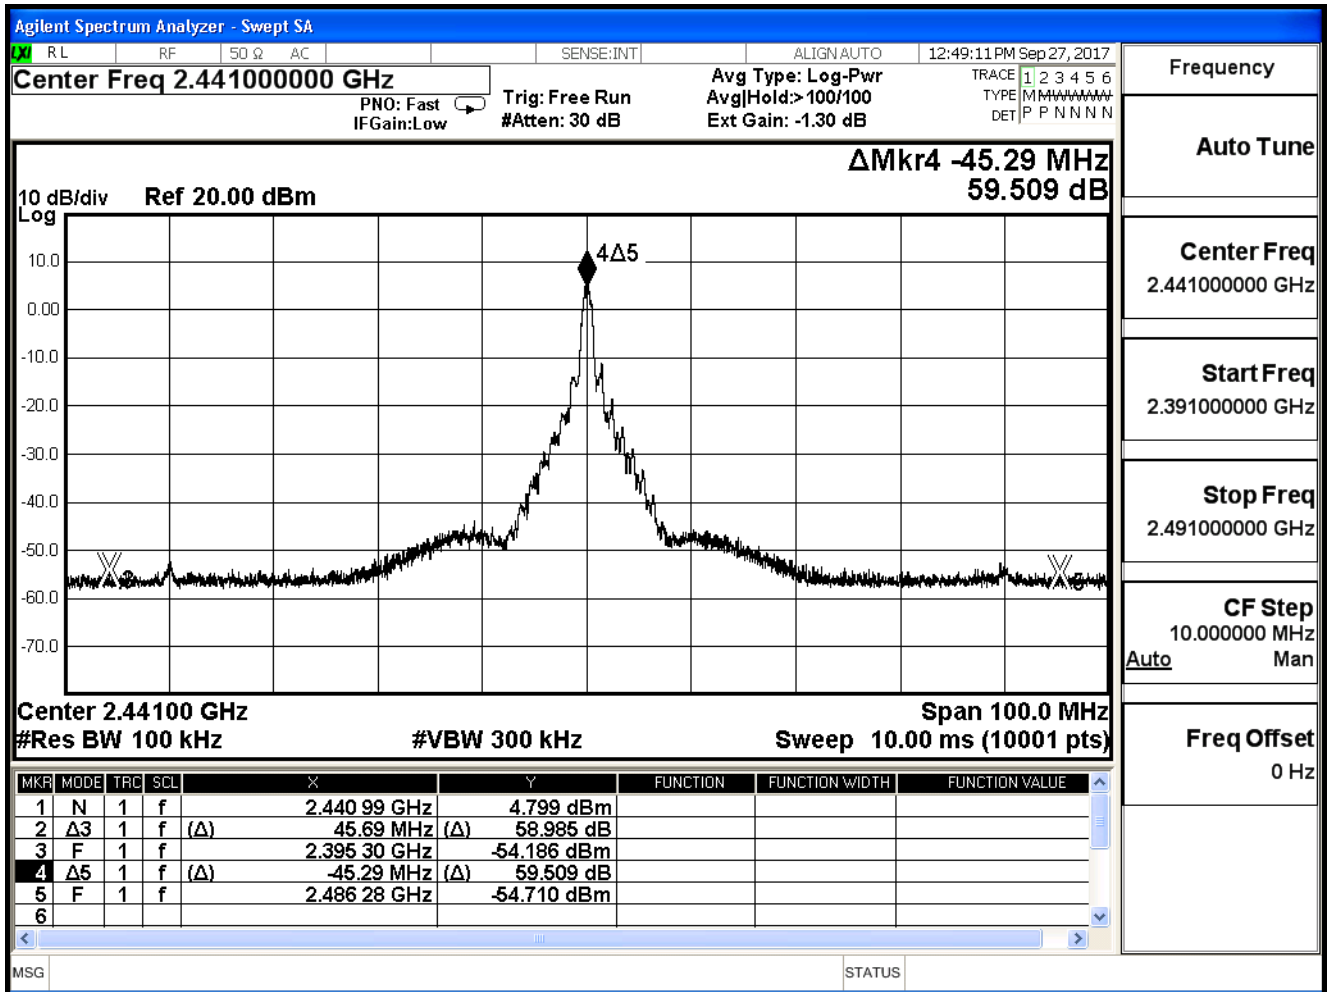 Agilent Spectrum Analyzer - Swept SA
LXI RL RF 50 Ω AC SENSE:INT ALIGN AUTO 12:49:11 PM Sep 27, 2017
Center Freq 2.441000000 GHz
PNO: Fast
IFGain:Low
Trig: Free Run
#Atten: 30 dB
Avg Type: Log-Pwr
Avg|Hold:>100/100
Ext Gain: -1.30 dB
TRACE 1 2 3 4 5 6
TYPE M M W W W W
DET P P N N N N
ΔMkr4 -45.29 MHz
59.509 dB
10 dB/div Ref 20.00 dBm
Log
10.0
0.00
-10.0
-20.0
-30.0
-40.0
-50.0
-60.0
-70.0
4Δ5
3
5
Center 2.44100 GHz Span 100.0 MHz
#Res BW 100 kHz #VBW 300 kHz Sweep 10.00 ms (10001 pts)
MKR MODE TRC SCL X Y FUNCTION FUNCTION WIDTH FUNCTION VALUE
1 N 1 f 2.440 99 GHz 4.799 dBm
2 Δ3 1 f (Δ) 45.69 MHz (Δ) 58.985 dB
3 F 1 f 2.395 30 GHz -54.186 dBm
4 Δ5 1 f (Δ) -45.29 MHz (Δ) 59.509 dB
5 F 1 f 2.486 28 GHz -54.710 dBm
6
MSG STATUS
Frequency
Auto Tune
Center Freq
2.441000000 GHz
Start Freq
2.391000000 GHz
Stop Freq
2.491000000 GHz
CF Step
10.000000 MHz
Auto Man
Freq Offset
0 Hz